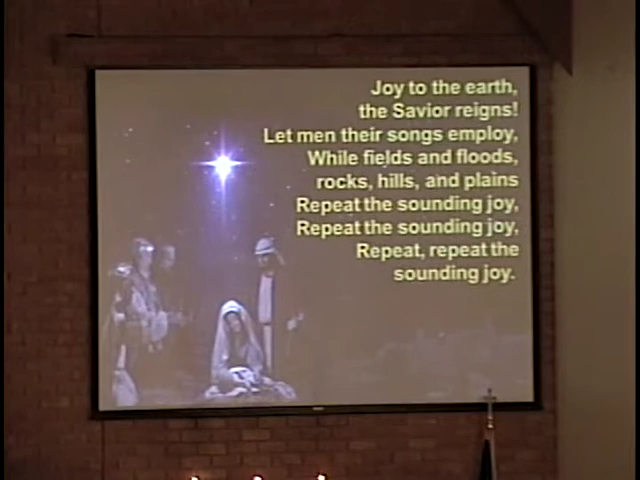 Joy to the earth,
the Savior reigns!
Let men their songs employ,
While fields and floods,
rocks, hills, and plains
Repeat the sounding joy,
Repeat the sounding joy,
Repeat, repeat the
sounding joy.